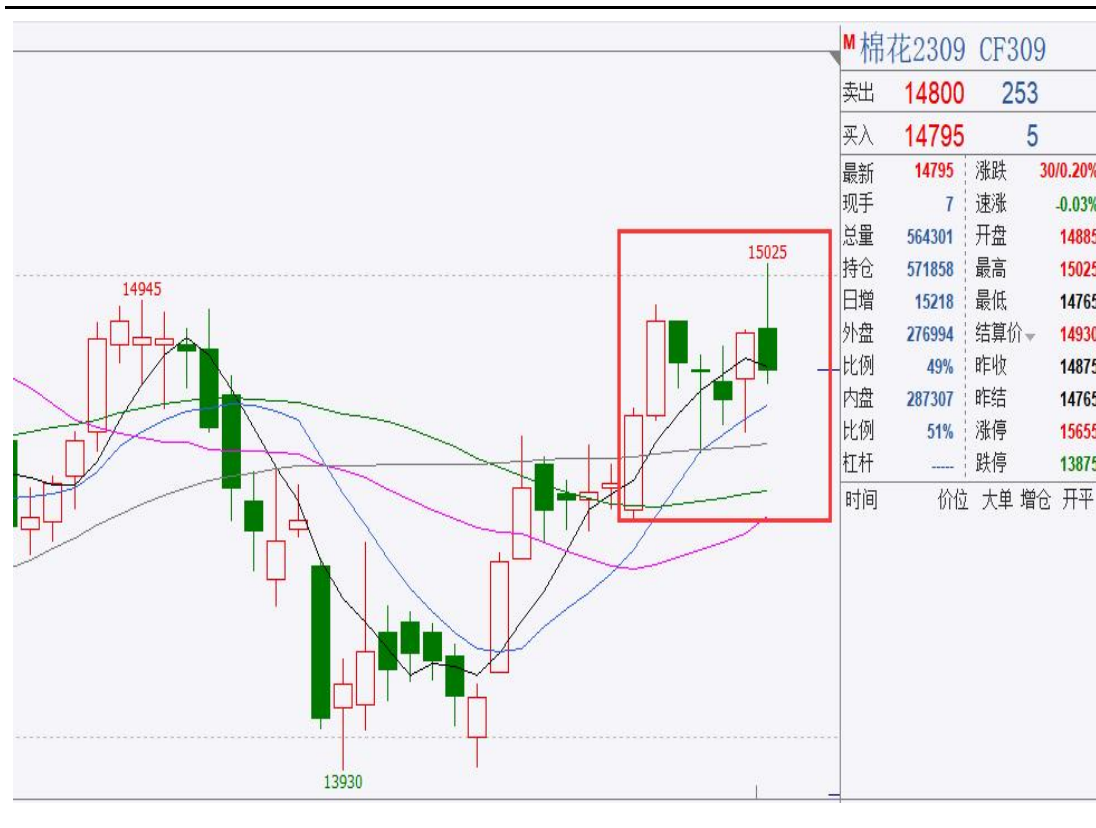 M 棉花2309 CF309
卖出 14800 253
买入 14795 5
最新 14795 涨跌 30/0.20%
现手 7 速涨 -0.03%
总量 564301 开盘 14885
持仓 571858 最高 15025
日增 15218 最低 14765
外盘 276994 结算价 14930
比例 49% 昨收 14875
内盘 287307 昨结 14765
比例 51% 涨停 15655
杠杆 ----- 跌停 13875
时间 价位 大单 增仓 开平
15025
14945
13930